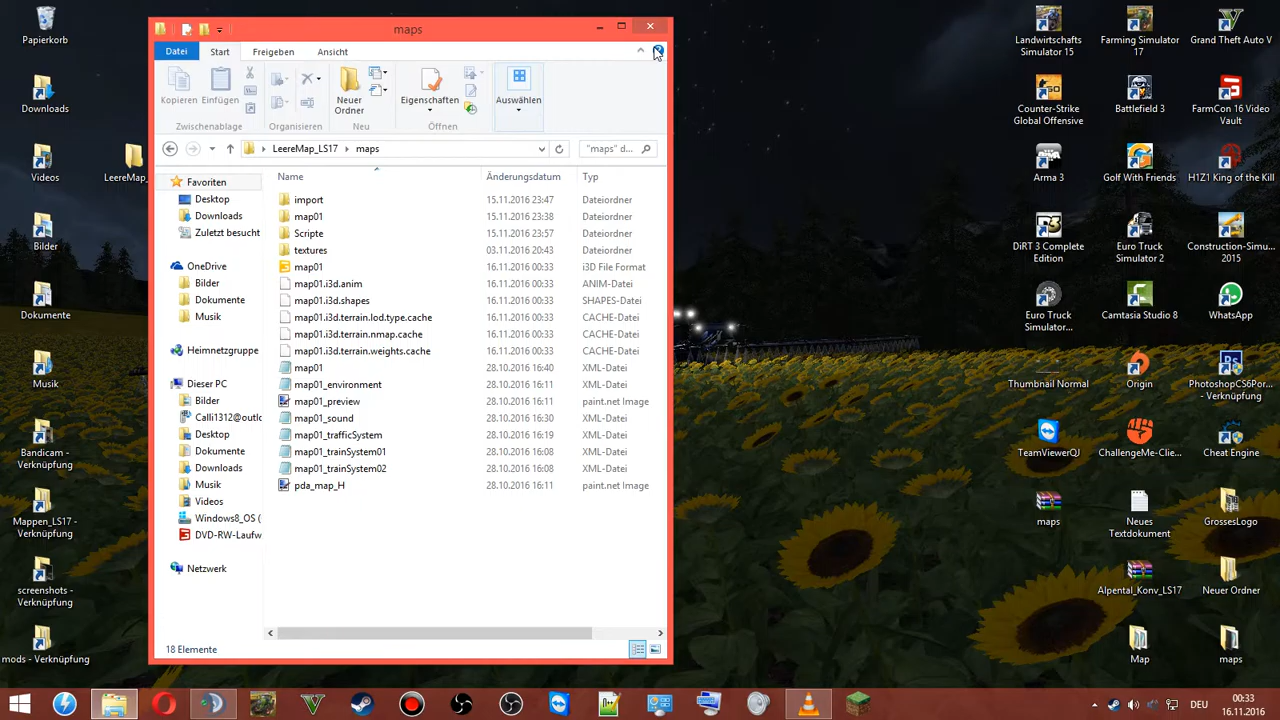 Papierkorb
Downloads
Videos
Bilder
Dokumente
Musik
Bandicam -
Verknüpfung
Mappen_LS17 -
Verknüpfung
screenshots -
Verknüpfung
mods - Verknüpfung
LeereMap_
maps
Datei
Start
Freigeben
Ansicht
Kopieren
Einfügen
Zwischenablage
Organisieren
Neuer
Ordner
Neu
Eigenschaften
Öffnen
Auswählen
LeereMap_LS17
maps
"maps" d...
Favoriten
Desktop
Downloads
Zuletzt besucht
OneDrive
Bilder
Dokumente
Musik
Heimnetzgruppe
Dieser PC
Bilder
Calli1312@outlo
Desktop
Dokumente
Downloads
Musik
Videos
Windows8_OS (
DVD-RW-Laufw
Netzwerk
Name Änderungsdatum Typ
import 15.11.2016 23:47 Dateiordner
map01 15.11.2016 23:38 Dateiordner
Scripte 15.11.2016 23:57 Dateiordner
textures 03.11.2016 20:43 Dateiordner
map01 16.11.2016 00:33 i3D File Format
map01.i3d.anim 16.11.2016 00:33 ANIM-Datei
map01.i3d.shapes 16.11.2016 00:33 SHAPES-Datei
map01.i3d.terrain.lod.type.cache 16.11.2016 00:33 CACHE-Datei
map01.i3d.terrain.nmap.cache 16.11.2016 00:33 CACHE-Datei
map01.i3d.terrain.weights.cache 16.11.2016 00:33 CACHE-Datei
map01 28.10.2016 16:40 XML-Datei
map01_environment 28.10.2016 16:11 XML-Datei
map01_preview 28.10.2016 16:11 paint.net Image
map01_sound 28.10.2016 16:30 XML-Datei
map01_trafficSystem 28.10.2016 16:19 XML-Datei
map01_trainSystem01 28.10.2016 16:08 XML-Datei
map01_trainSystem02 28.10.2016 16:08 XML-Datei
pda_map_H 28.10.2016 16:11 paint.net Image
18 Elemente
Landwirtschafts
Simulator 15
Farming Simulator
17
Grand Theft Auto V
Counter-Strike
Global Offensive
Battlefield 3
FarmCon 16 Video
Vault
Arma 3
Golf With Friends
H1Z1 King of the Kill
DiRT 3 Complete
Edition
Euro Truck
Simulator 2
Construction-Simu...
2015
Euro Truck
Simulator...
Camtasia Studio 8
WhatsApp
Thumbnail Normal
Origin
PhotoshopCS6Por...
- Verknüpfung
TeamViewerQJ
ChallengeMe-Clie...
Cheat Engine
maps
Neues
Textdokument
GrossesLogo
Alpental_Konv_LS17
Neuer Ordner
Map
maps
DEU
00:33
16.11.2016